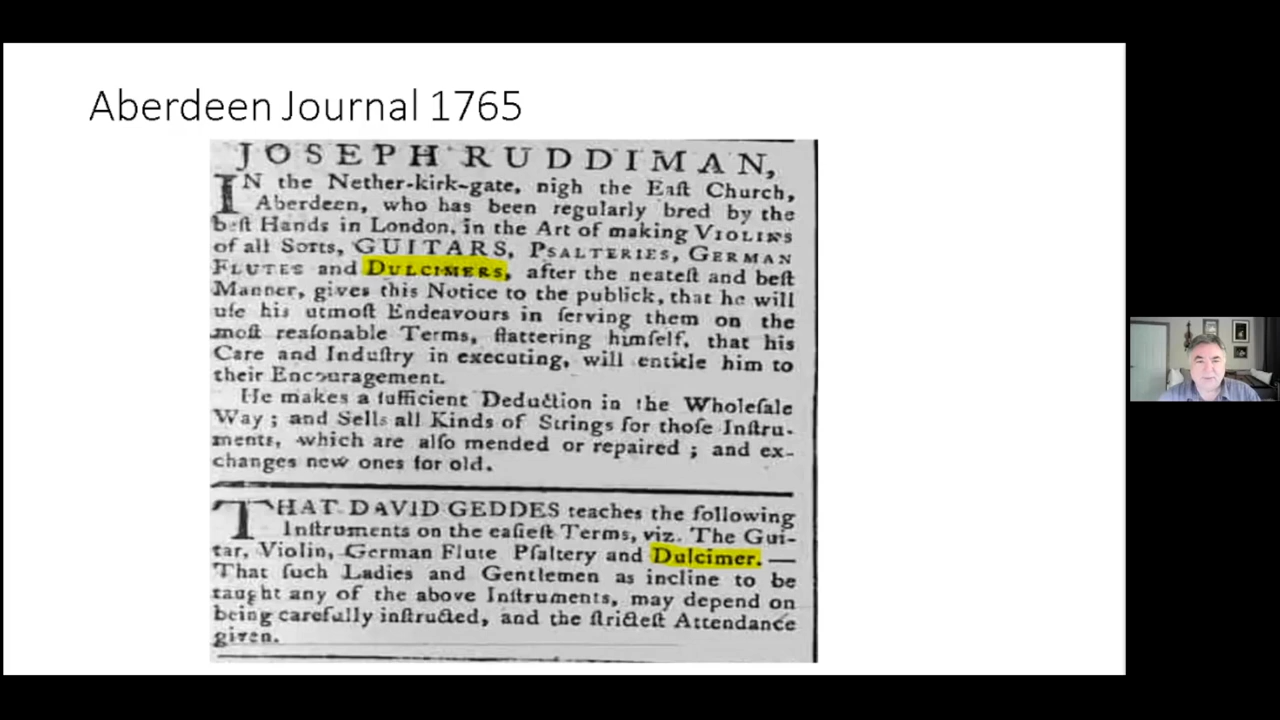 Aberdeen Journal 1765
JOSEPH RUDDIMAN,
IN the Nether-kirk-gate, nigh the Eaſt Church,
Aberdeen, who has been regularly bred by the
beſt Hands in London, in the Art of making VIOLINS
of all Sorts, GUITARS, PSALTERIES, GERMAN
FLUTES and DULCIMERS, after the neateſt and beſt
Manner, gives this Notice to the publick, that he will
uſe his utmoſt Endeavours in ſerving them on the
moſt reaſonable Terms, flattering himſelf, that his
Care and Induſtry in executing, will entitle him to
their Encouragement.
He makes a ſufficient Deduction in the Wholeſale
Way; and Sells all Kinds of Strings for thoſe Inſtru-
ments, which are alſo mended or repaired; and ex-
changes new ones for old.
THAT DAVID GEDDES teaches the following
Inſtruments on the eaſieſt Terms, viz. The Gui-
tar, Violin, German Flute Pſaltery and Dulcimer. —
That ſuch Ladies and Gentlemen as incline to be
taught any of the above Inſtruments, may depend on
being carefully inſtructed, and the ſtricteſt Attendance
given.